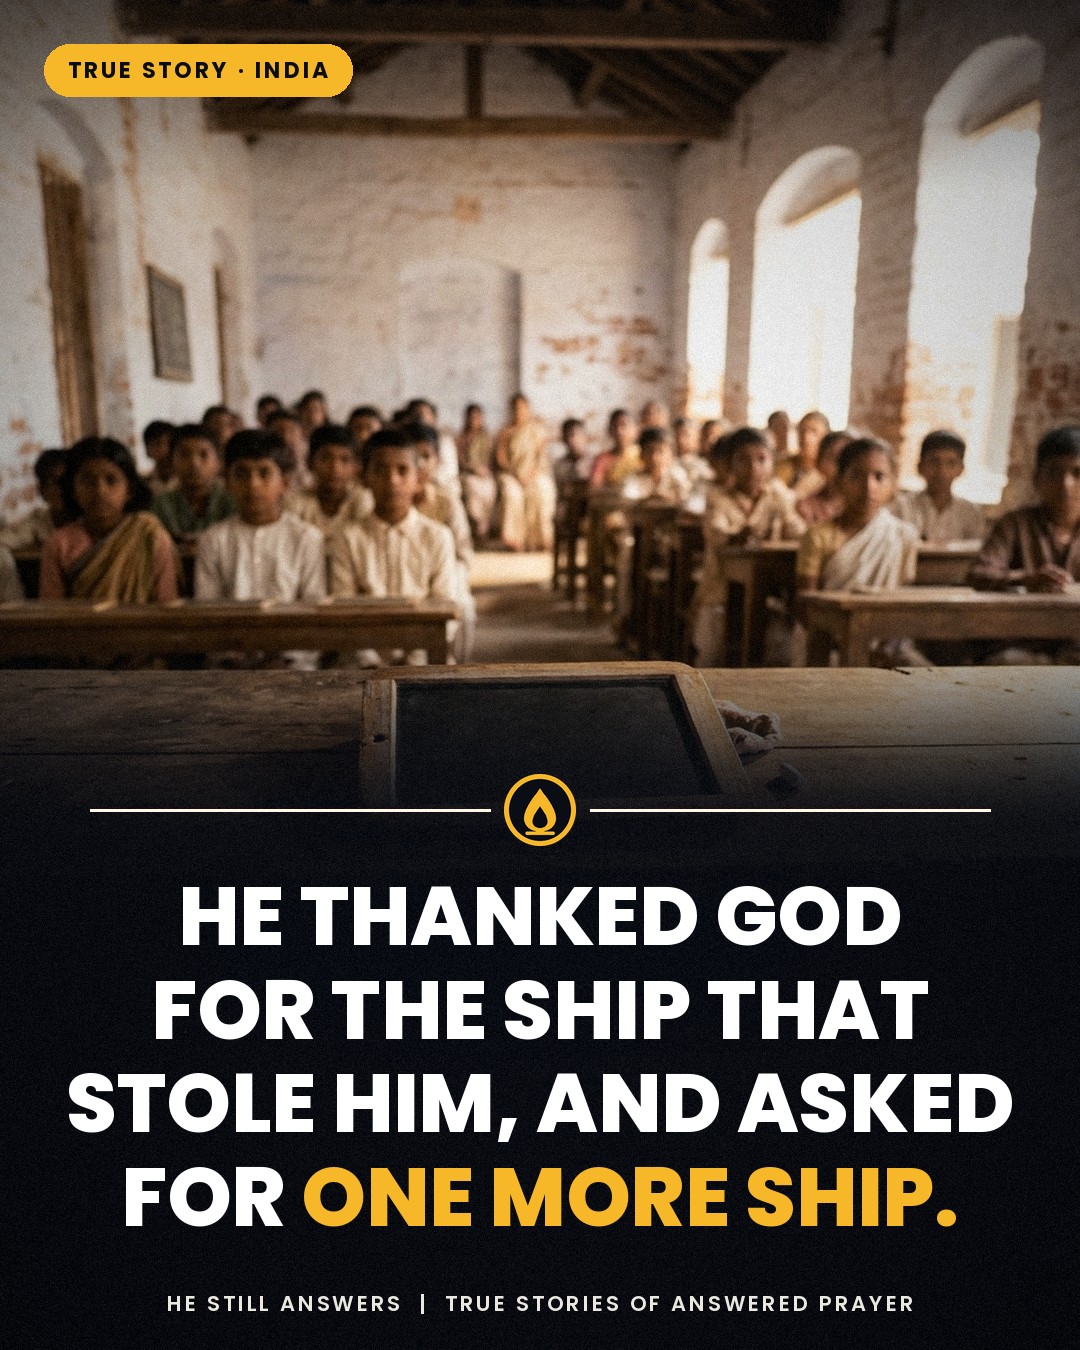 TRUE STORY · INDIA
HE THANKED GOD
FOR THE SHIP THAT
STOLE HIM, AND ASKED
FOR ONE MORE SHIP.
HE STILL ANSWERS | TRUE STORIES OF ANSWERED PRAYER